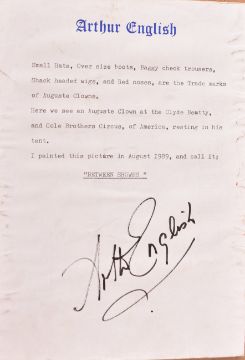 Arthur English
Small Hats, Over size boots, Baggy check trousers,
Shock headed wigs, and Red noses, are the Trade marks
of Auguste Clowns.
Here we see an Auguste Clown at the Clyde Beatty,
and Cole Brothers Circus, of America, resting in his
tent.
I painted this picture in August 1989, and call it;
"BETWEEN SHOWS "
Arthur English